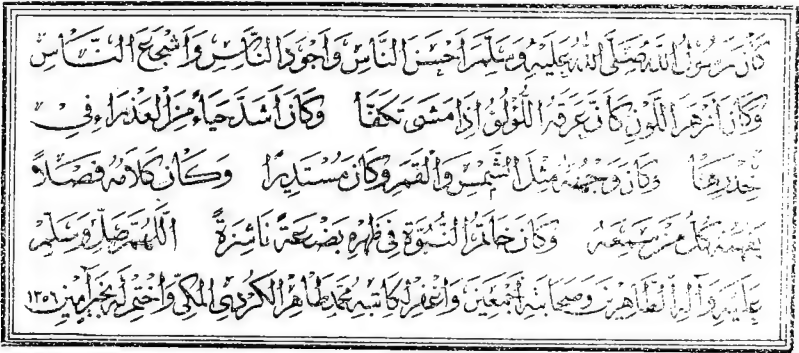 كان رسول الله صلى الله عليه وسلم أحسن الناس وأجود الناس وأشجع الناس
وكان أزهر اللون كأن عرقه اللؤلؤ إذا مشى تكفأ وكان أشد حياء من العذراء في
خدرها وكان وجهه مثل الشمس والقمر وكان مستديرا وكان كلامه فصلا
يفهمه كل من سمعه وكان خاتم النبوة في ظهره بضعة ناشزة اللهم صل وسلم
عليه وآله الطاهرين وصحابته أجمعين واغفر لكاتبه محمد طاهر الكردي المكي واختم له بخير آمين ١٣٥٦